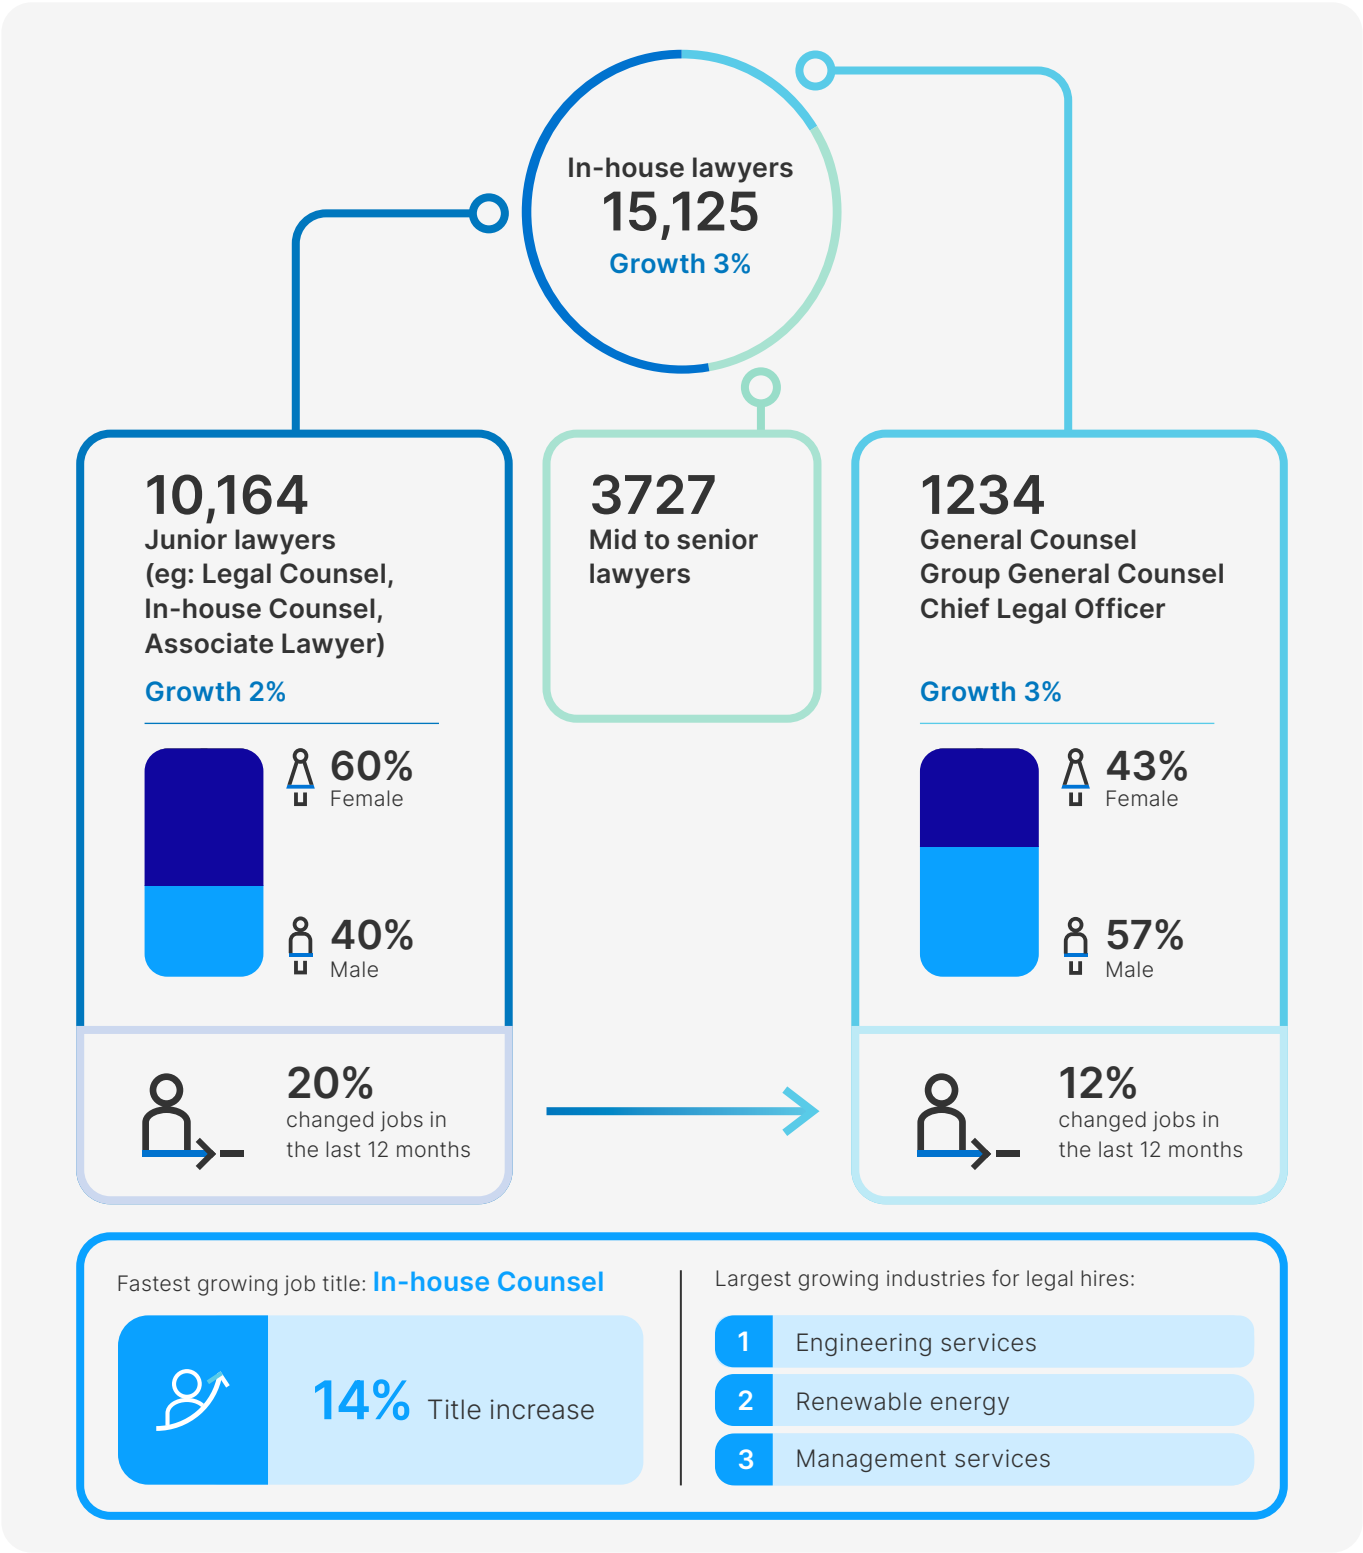 In-house lawyers
15,125
Growth 3%
10,164
Junior lawyers
(eg: Legal Counsel,
In-house Counsel,
Associate Lawyer)
Growth 2%
60%
Female
40%
Male
20%
changed jobs in
the last 12 months
3727
Mid to senior
lawyers
1234
General Counsel
Group General Counsel
Chief Legal Officer
Growth 3%
43%
Female
57%
Male
12%
changed jobs in
the last 12 months
Fastest growing job title: In-house Counsel
14% Title increase
Largest growing industries for legal hires:
1 Engineering services
2 Renewable energy
3 Management services